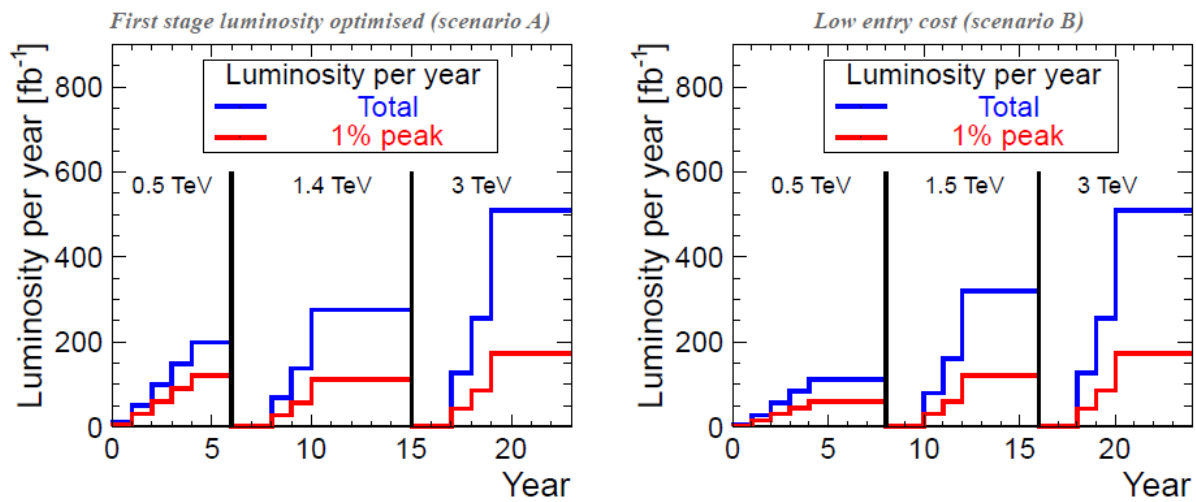 First stage luminosity optimised (scenario A)
Luminosity per year [fb-1]
800
600
400
200
0
Luminosity per year
Total
1% peak
0.5 TeV
1.4 TeV
3 TeV
0 5 10 15 20
Year
Low entry cost (scenario B)
Luminosity per year [fb-1]
800
600
400
200
0
Luminosity per year
Total
1% peak
0.5 TeV
1.5 TeV
3 TeV
0 5 10 15 20
Year